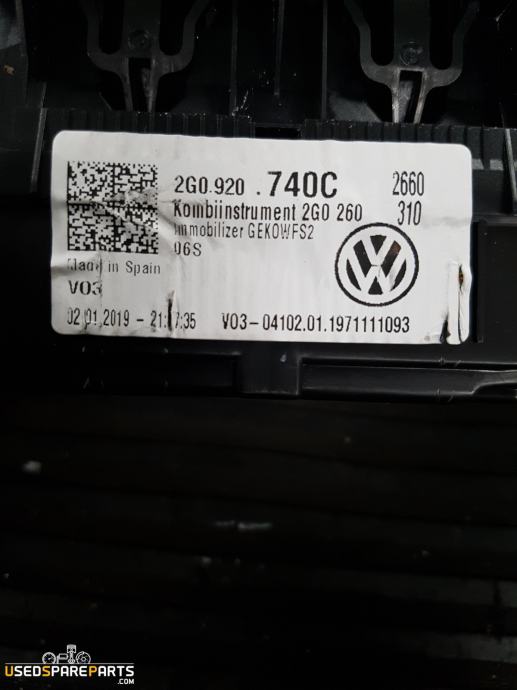 2G0.920 .740C 2660
Kombiinstrument 2G0 260 310
Immobilizer GEKOWFS2
06S
Made in Spain
V03
02.01.2019 - 21: 7:35 V03-04102.01.1971111093
USEDSPAREPARTS.COM